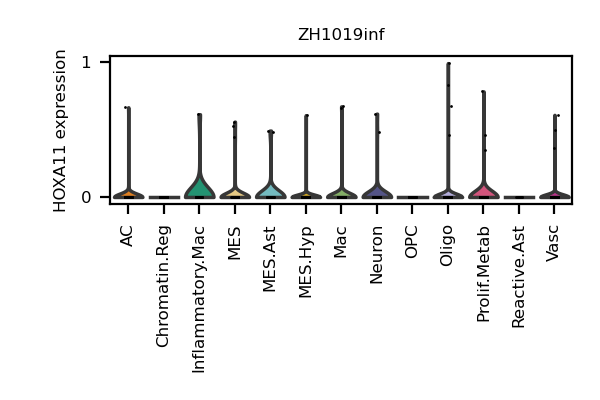 ZH1019inf
HOXA11 expression
1
0
AC
Chromatin.Reg
Inflammatory.Mac
MES
MES.Ast
MES.Hyp
Mac
Neuron
OPC
Oligo
Prolif.Metab
Reactive.Ast
Vasc